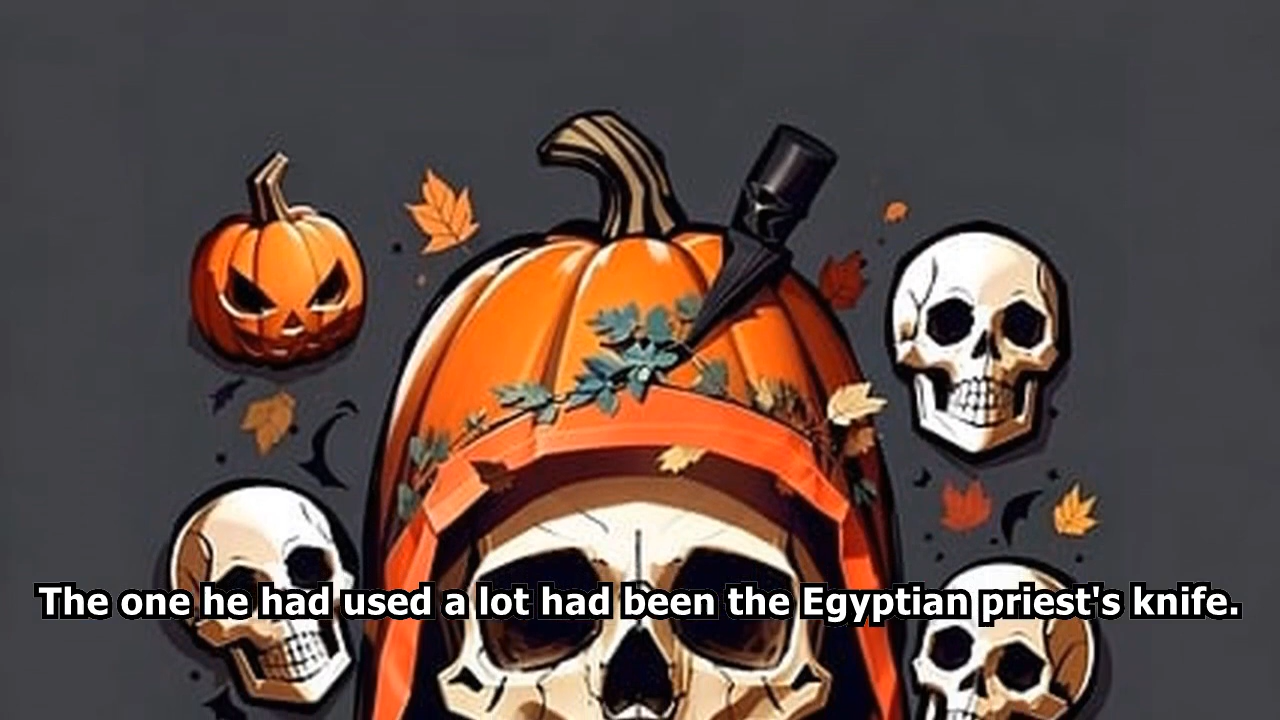 The one he had used a lot had been the Egyptian priest's knife.